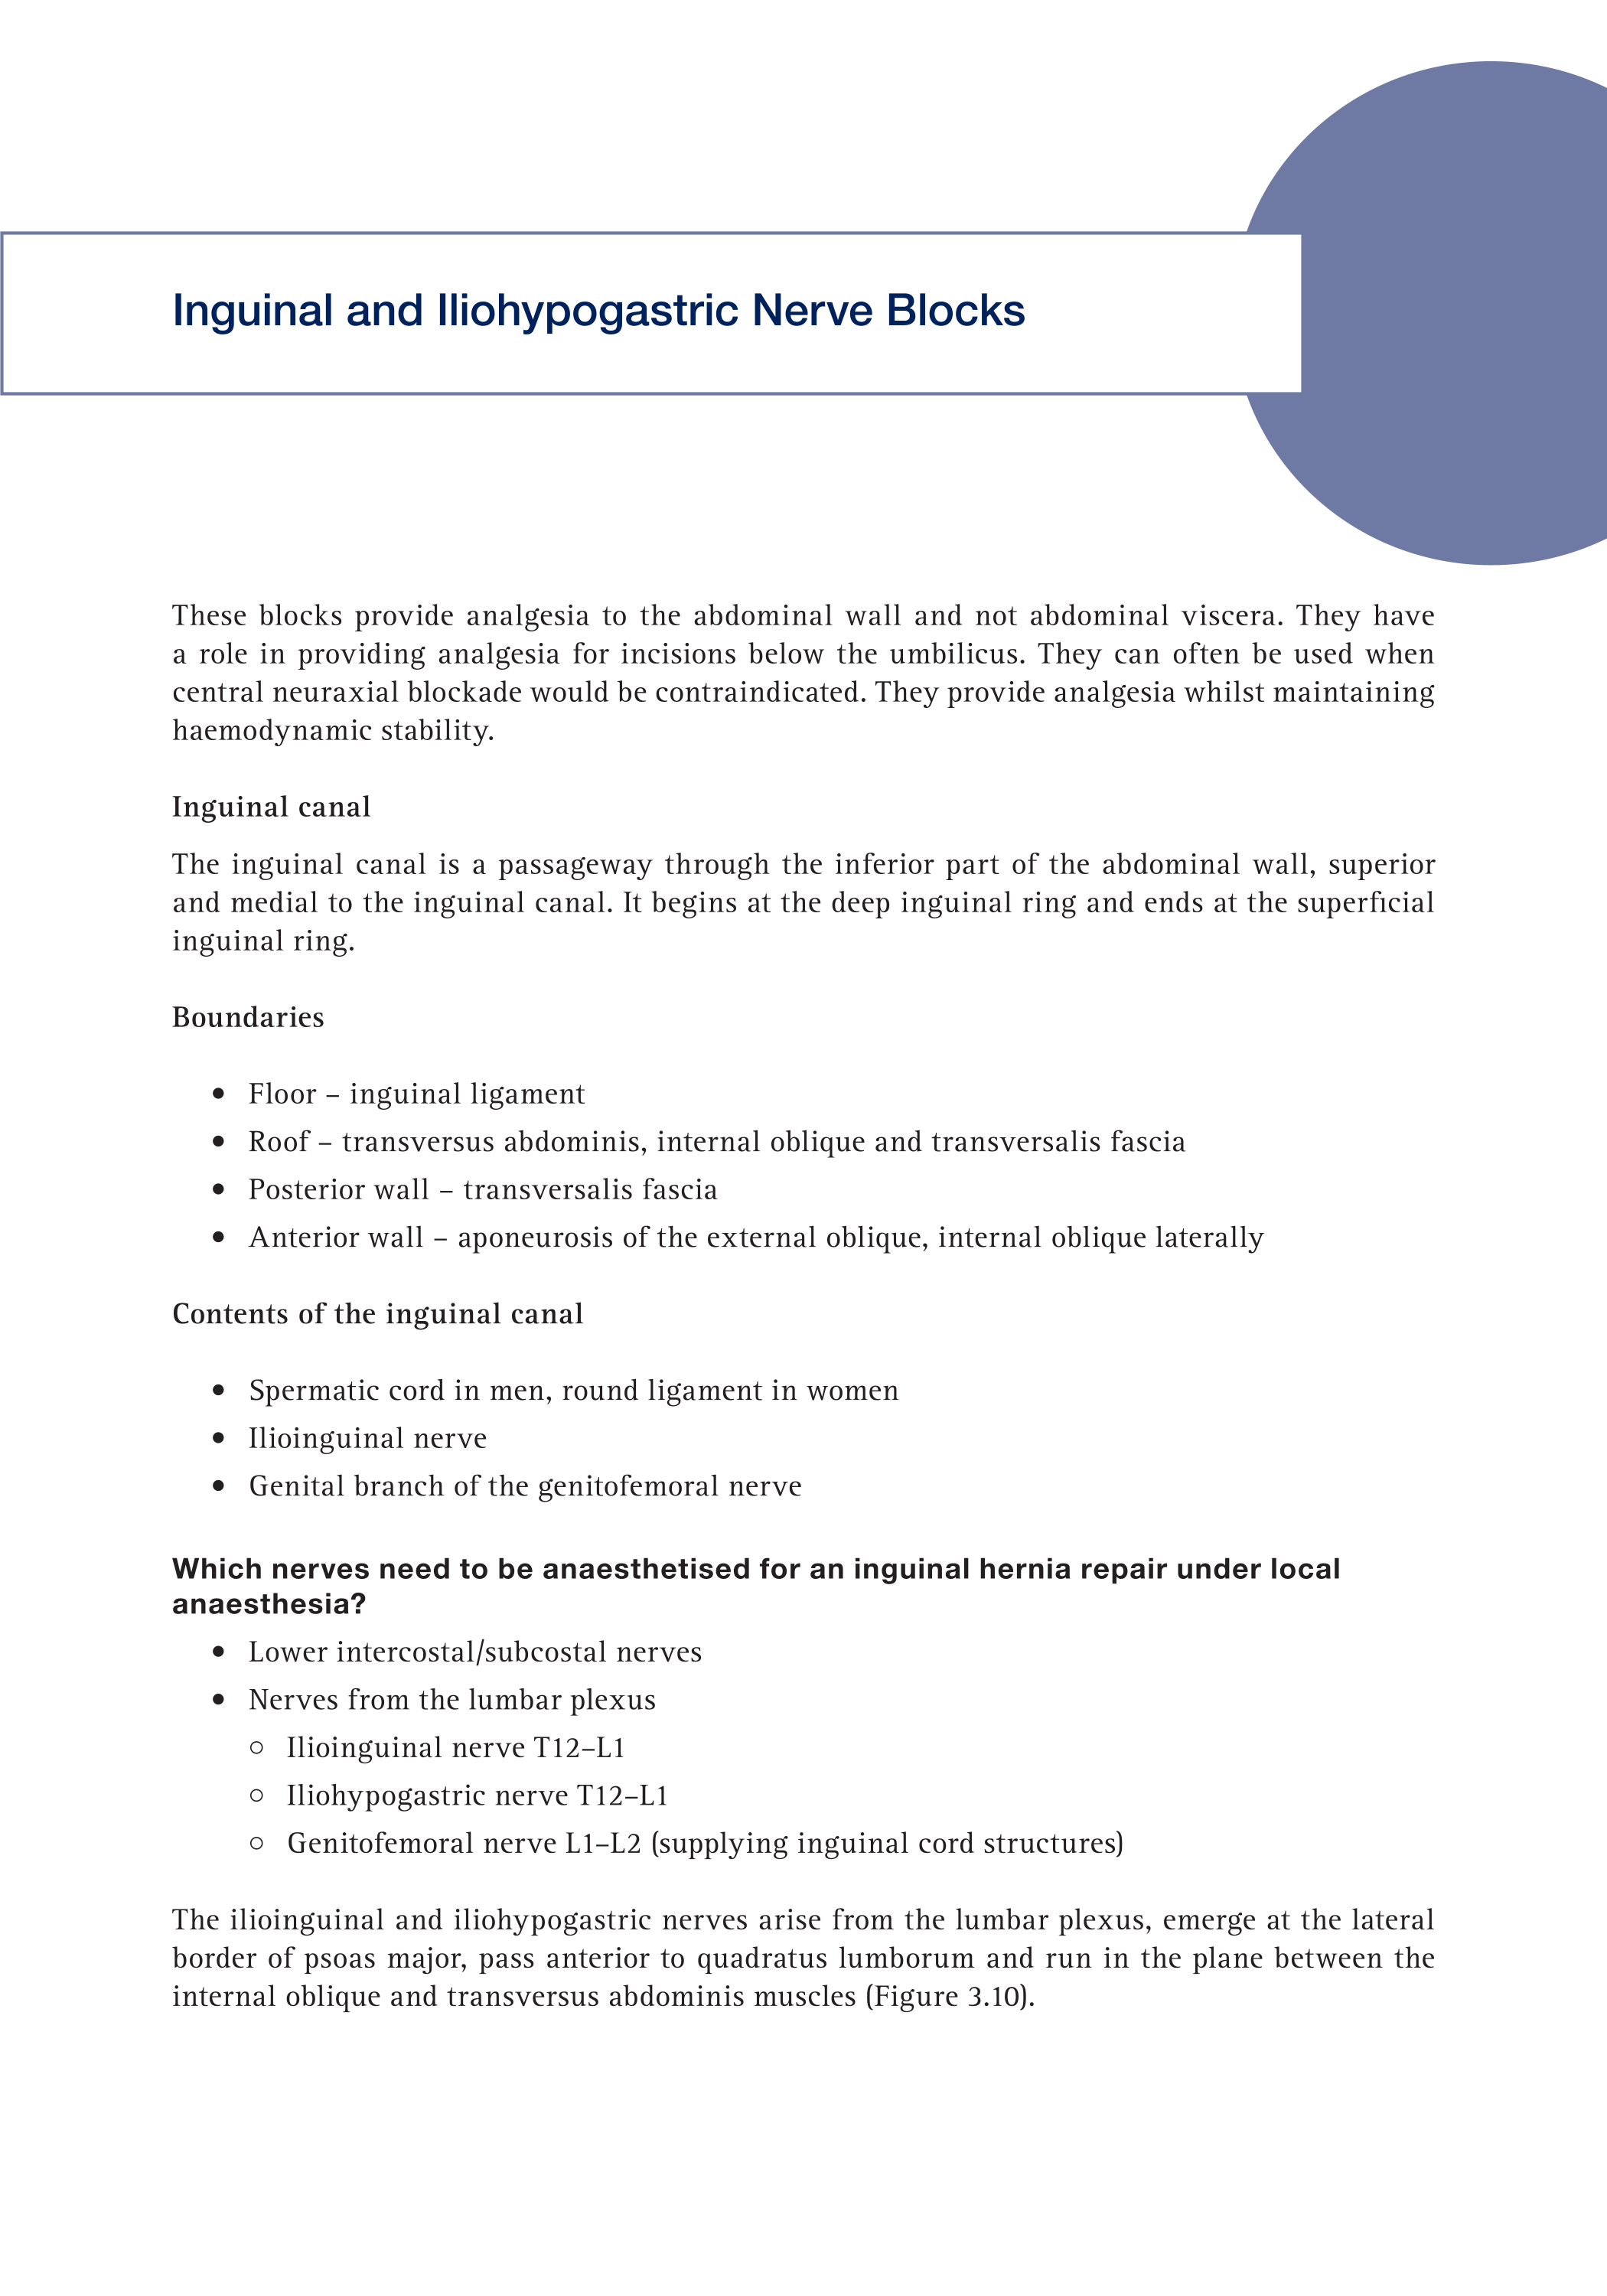 Inguinal and Iliohypogastric Nerve Blocks
These blocks provide analgesia to the abdominal wall and not abdominal viscera. They have
a role in providing analgesia for incisions below the umbilicus. They can often be used when
central neuraxial blockade would be contraindicated. They provide analgesia whilst maintaining
haemodynamic stability.
Inguinal canal
The inguinal canal is a passageway through the inferior part of the abdominal wall, superior
and medial to the inguinal canal. It begins at the deep inguinal ring and ends at the superficial
inguinal ring.
Boundaries
• Floor – inguinal ligament
• Roof – transversus abdominis, internal oblique and transversalis fascia
• Posterior wall – transversalis fascia
• Anterior wall – aponeurosis of the external oblique, internal oblique laterally
Contents of the inguinal canal
• Spermatic cord in men, round ligament in women
• Ilioinguinal nerve
• Genital branch of the genitofemoral nerve
Which nerves need to be anaesthetised for an inguinal hernia repair under local
anaesthesia?
• Lower intercostal/subcostal nerves
• Nerves from the lumbar plexus
○ Ilioinguinal nerve T12–L1
○ Iliohypogastric nerve T12–L1
○ Genitofemoral nerve L1–L2 (supplying inguinal cord structures)
The ilioinguinal and iliohypogastric nerves arise from the lumbar plexus, emerge at the lateral
border of psoas major, pass anterior to quadratus lumborum and run in the plane between the
internal oblique and transversus abdominis muscles (Figure 3.10).